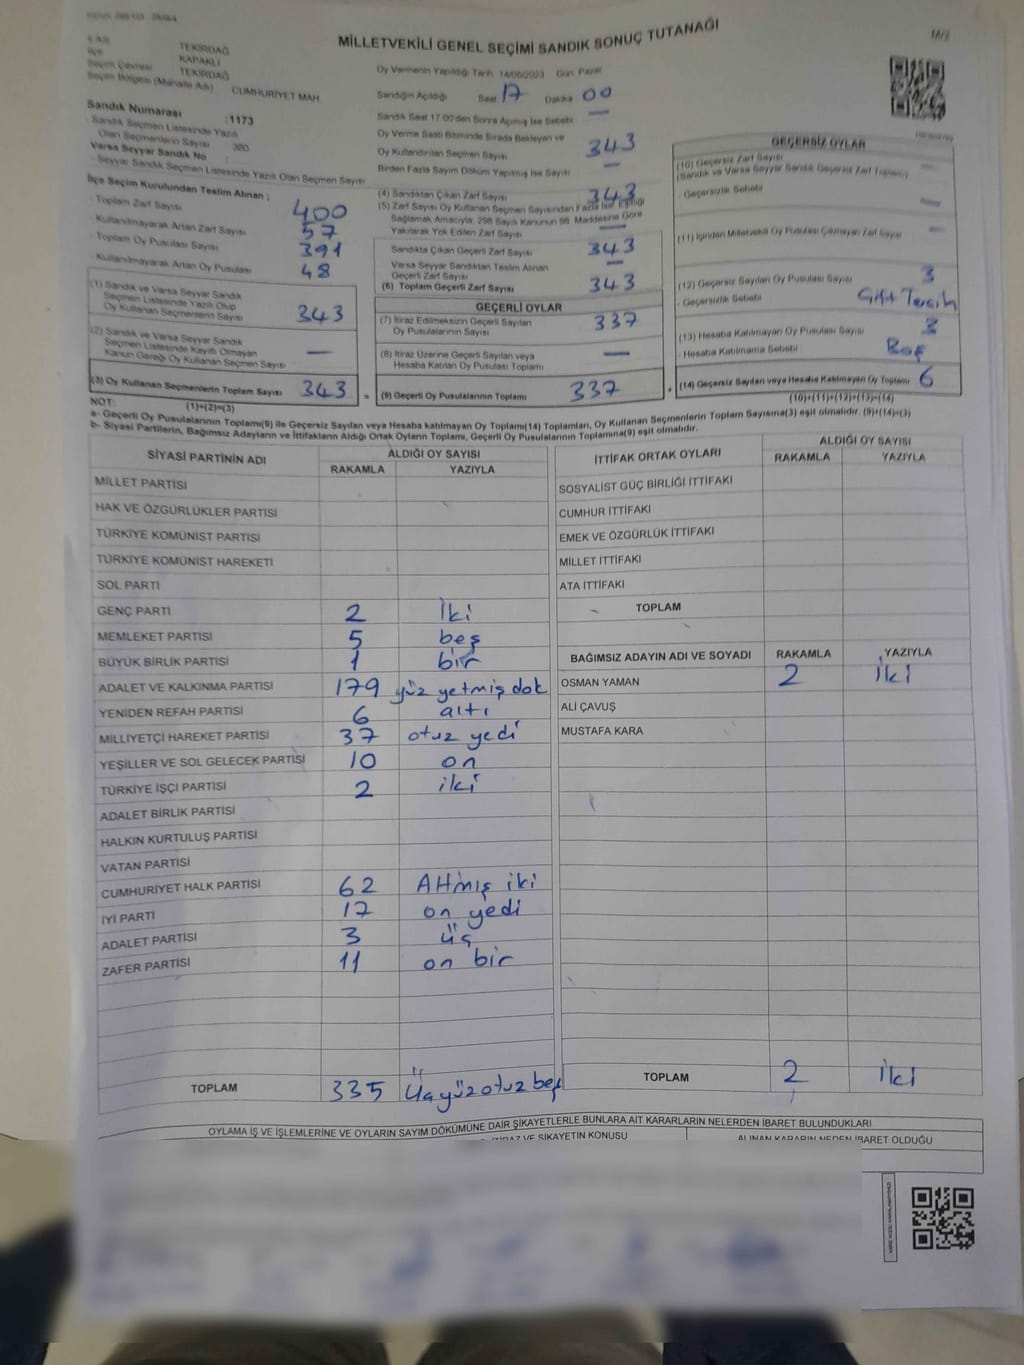 MİLLETVEKİLİ GENEL SEÇİMİ SANDIK SONUÇ TUTANAĞI
TEKİRDAĞ
İlçe KAPAKLI
Seçim Çevresi TEKİRDAĞ
Seçim Bölgesi (Mahalle Adı) CUMHURİYET MAH
Sandık Numarası :1173
- Sandık Seçmen Listesinde Yazılı
Olan Seçmenlerin Sayısı 380
Varsa Seyyar Sandık No
- Seyyar Sandık Seçmen Listesinde Yazılı Olan Seçmen Sayısı
İlçe Seçim Kurulundan Teslim Alınan ;
- Toplam Zarf Sayısı 400
- Kullanılmayarak Artan Zarf Sayısı 57
- Toplam Oy Pusulası Sayısı 391
- Kullanılmayarak Artan Oy Pusulası 48
(1) Sandık ve Varsa Seyyar Sandık
Seçmen Listesinde Yazılı Olup
Oy Kullanan Seçmenlerin Sayısı 343
(2) Sandık ve Varsa Seyyar Sandık
Seçmen Listesinde Kayıtlı Olmayan
Kanun Gereği Oy Kullanan Seçmen Sayısı —
(3) Oy Kullanan Seçmenlerin Toplam Sayısı 343
(1)+(2)=(3)
Oy Vermenin Yapıldığı Tarih 14/05/2023 Gün: Pazar
Sandığın Açıldığı Saat 17 Dakika 00
Sandık Saat 17.00'den Sonra Açılmış İse Sebebi —
Oy Verme Saati Bitiminde Sırada Bekleyen ve
Oy Kullandırılan Seçmen Sayısı 343
Birden Fazla Sayım Döküm Yapılmış İse Sayısı —
(4) Sandıktan Çıkan Zarf Sayısı 343
(5) Zarf Sayısı Oy Kullanan Seçmen Sayısından Fazla İse, Eşitliği
Bağlamak Amacıyla, 298 Sayılı Kanunun 98. Maddesine Göre
Yakılarak Yok Edilen Zarf Sayısı —
Sandıkta Çıkan Geçerli Zarf Sayısı 343
Varsa Seyyar Sandıktan Teslim Alınan
Geçerli Zarf Sayısı —
(6) Toplam Geçerli Zarf Sayısı 343
GEÇERLİ OYLAR
(7) İtiraz Edilmeksizin Geçerli Sayılan
Oy Pusulalarının Sayısı 337
(8) İtiraz Üzerine Geçerli Sayılan veya
Hesaba Katılan Oy Pusulası Toplamı —
= (9) Geçerli Oy Pusulalarının Toplamı 337 +
GEÇERSİZ OYLAR
(10) Geçersiz Zarf Sayısı
(Sandık ve Varsa Seyyar Sandık Geçersiz Zarf Toplamı) —
- Geçersizlik Sebebi —
(11) İçinden Milletvekili Oy Pusulası Çıkmayan Zarf Sayısı —
(12) Geçersiz Sayılan Oy Pusulası Sayısı 3
- Geçersizlik Sebebi Çift Tercih
(13) Hesaba Katılmayan Oy Pusulası Sayısı 3
- Hesaba Katılmama Sebebi Boş
(14) Geçersiz Sayılan veya Hesaba Katılmayan Oy Toplamı 6
(10)+(11)+(12)+(13)=(14)
NOT:
a- Geçerli Oy Pusulalarının Toplamı(9) ile Geçersiz veya Hesaba katılmayan Oy Toplamı(14) Toplamları, Oy Kullanan Seçmenlerin Toplam Sayısına(3) eşit olmalıdır. (9)+(14)=(3)
b- Siyasi Partilerin, Bağımsız Adayların ve İttifakların Aldığı Ortak Oyların Toplamı, Geçerli Oy Pusulalarının Toplamına(9) eşit olmalıdır.
SİYASİ PARTİNİN ADI ALDIĞI OY SAYISI
RAKAMLA YAZIYLA
MİLLET PARTİSİ
HAK VE ÖZGÜRLÜKLER PARTİSİ
TÜRKİYE KOMÜNİST PARTİSİ
TÜRKİYE KOMÜNİST HAREKETİ
SOL PARTİ
GENÇ PARTİ 2 İki
MEMLEKET PARTİSİ 5 beş
BÜYÜK BİRLİK PARTİSİ 1 bir
ADALET VE KALKINMA PARTİSİ 179 yüz yetmiş dok
YENİDEN REFAH PARTİSİ 6 altı
MİLLİYETÇİ HAREKET PARTİSİ 37 otuz yedi
YEŞİLLER VE SOL GELECEK PARTİSİ 10 on
TÜRKİYE İŞÇİ PARTİSİ 2 iki
ADALET BİRLİK PARTİSİ
HALKIN KURTULUŞ PARTİSİ
VATAN PARTİSİ
CUMHURİYET HALK PARTİSİ 62 Altmış iki
İYİ PARTİ 17 on yedi
ADALET PARTİSİ 3 üç
ZAFER PARTİSİ 11 on bir
TOPLAM 335 Üçyüzotuzbeş
İTTİFAK ORTAK OYLARI ALDIĞI OY SAYISI
RAKAMLA YAZIYLA
SOSYALİST GÜÇ BİRLİĞİ İTTİFAKI
CUMHUR İTTİFAKI
EMEK VE ÖZGÜRLÜK İTTİFAKI
MİLLET İTTİFAKI
ATA İTTİFAKI
TOPLAM
BAĞIMSIZ ADAYIN ADI VE SOYADI RAKAMLA YAZIYLA
OSMAN YAMAN 2 iki
ALİ ÇAVUŞ
MUSTAFA KARA
TOPLAM 2 İki
OYLAMA İŞ VE İŞLEMLERİNE VE OYLARIN SAYIM DÖKÜMÜNE DAİR ŞİKAYETLERLE BUNLARA AİT KARARLARIN NELERDEN İBARET BULUNDUKLARI
İTİRAZ VE ŞİKAYETİN KONUSU ALINAN KARARIN NEDEN İBARET OLDUĞU